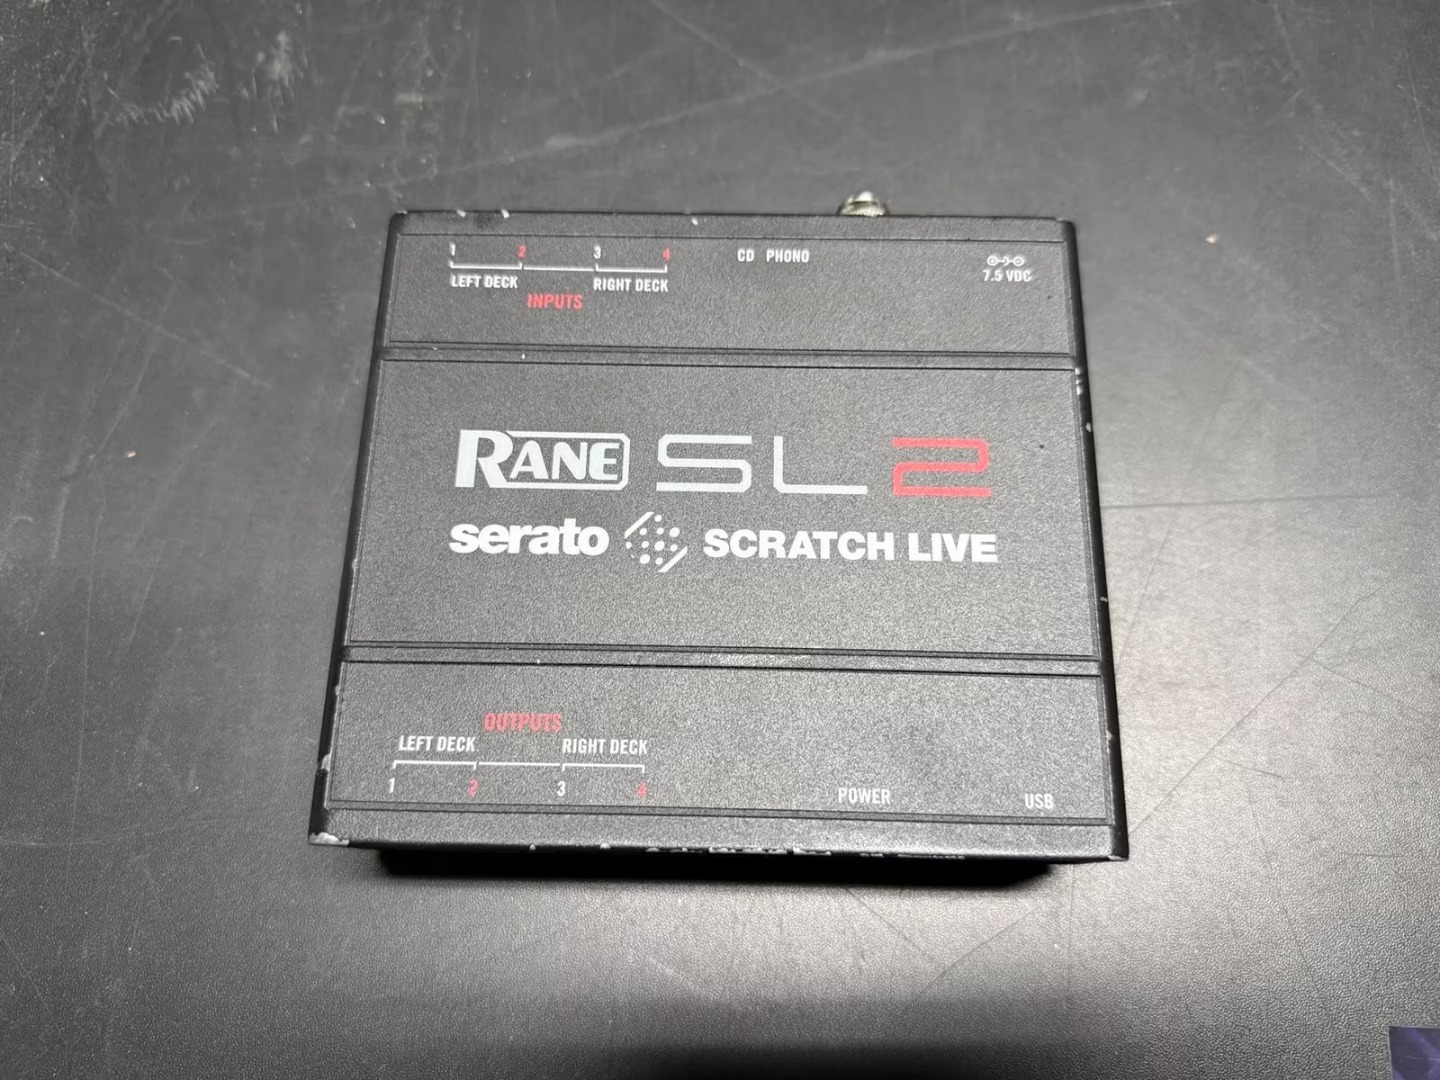 1 2 3 4
LEFT DECK RIGHT DECK
INPUTS
CD PHONO
7.5 VDC
RANE SL2
serato SCRATCH LIVE
OUTPUTS
LEFT DECK RIGHT DECK
1 2 3 4
POWER
USB